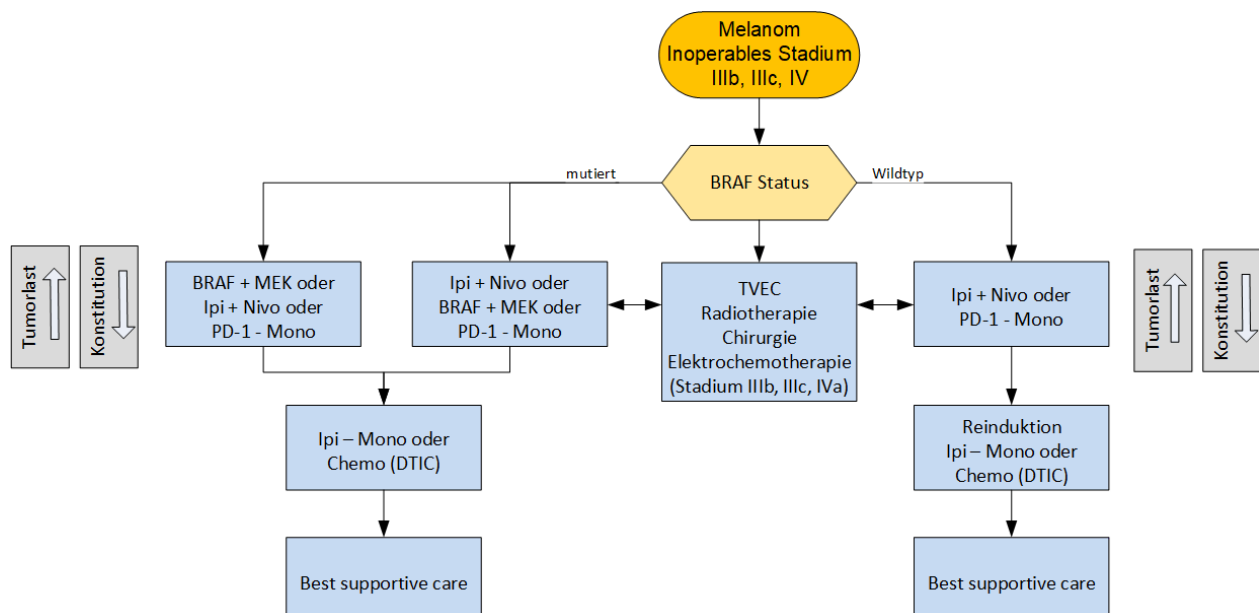 Melanom
Inoperables Stadium
IIIb, IIIc, IV
mutiert
BRAF Status
Wildtyp
Tumorlast
Konstitution
BRAF + MEK oder
Ipi + Nivo oder
PD-1 - Mono
Ipi + Nivo oder
BRAF + MEK oder
PD-1 - Mono
TVEC
Radiotherapie
Chirurgie
Elektrochemotherapie
(Stadium IIIb, IIIc, IVa)
Ipi + Nivo oder
PD-1 - Mono
Tumorlast
Konstitution
Ipi – Mono oder
Chemo (DTIC)
Reinduktion
Ipi – Mono oder
Chemo (DTIC)
Best supportive care
Best supportive care